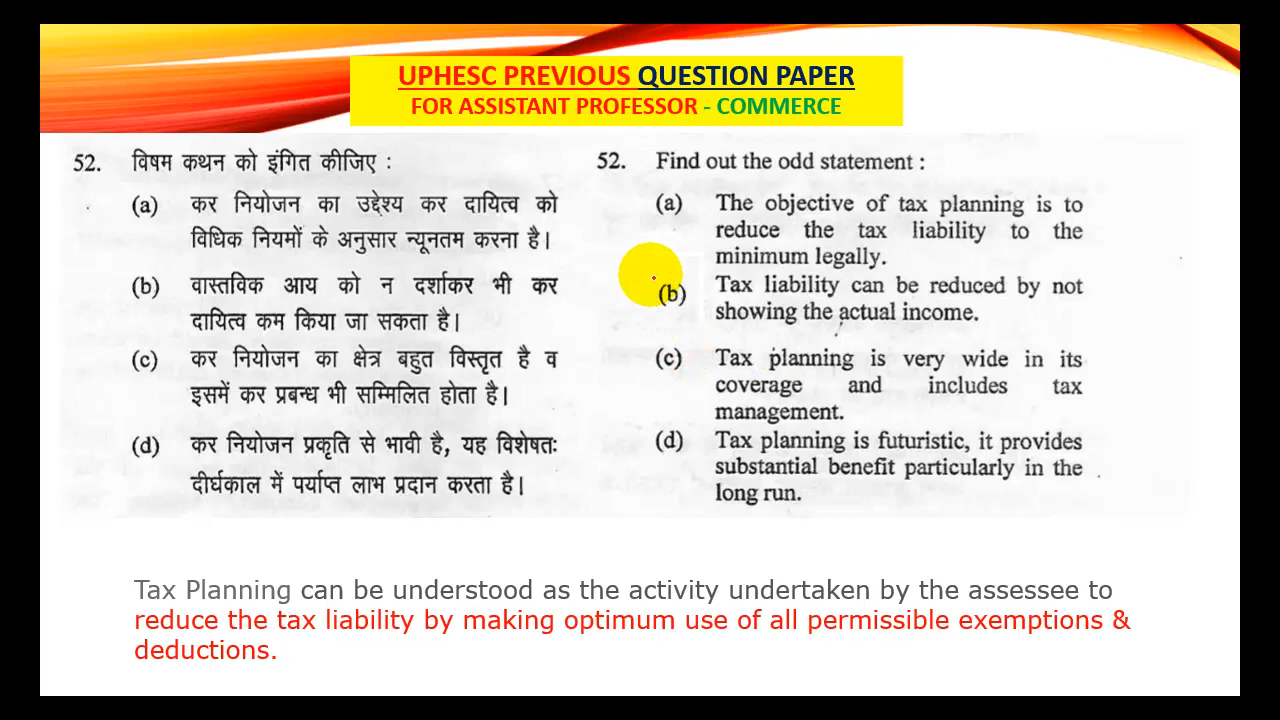 UPHESC PREVIOUS QUESTION PAPER
FOR ASSISTANT PROFESSOR - COMMERCE
52. विषम कथन को इंगित कीजिए :
(a) कर नियोजन का उद्देश्य कर दायित्व को
विधिक नियमों के अनुसार न्यूनतम करना है।
(b) वास्तविक आय को न दर्शाकर भी कर
दायित्व कम किया जा सकता है।
(c) कर नियोजन का क्षेत्र बहुत विस्तृत है व
इसमें कर प्रबन्ध भी सम्मिलित होता है।
(d) कर नियोजन प्रकृति से भावी है, यह विशेषतः
दीर्घकाल में पर्याप्त लाभ प्रदान करता है।
52. Find out the odd statement :
(a) The objective of tax planning is to
reduce the tax liability to the
minimum legally.
(b) Tax liability can be reduced by not
showing the actual income.
(c) Tax planning is very wide in its
coverage and includes tax
management.
(d) Tax planning is futuristic, it provides
substantial benefit particularly in the
long run.
Tax Planning can be understood as the activity undertaken by the assessee to
reduce the tax liability by making optimum use of all permissible exemptions &
deductions.